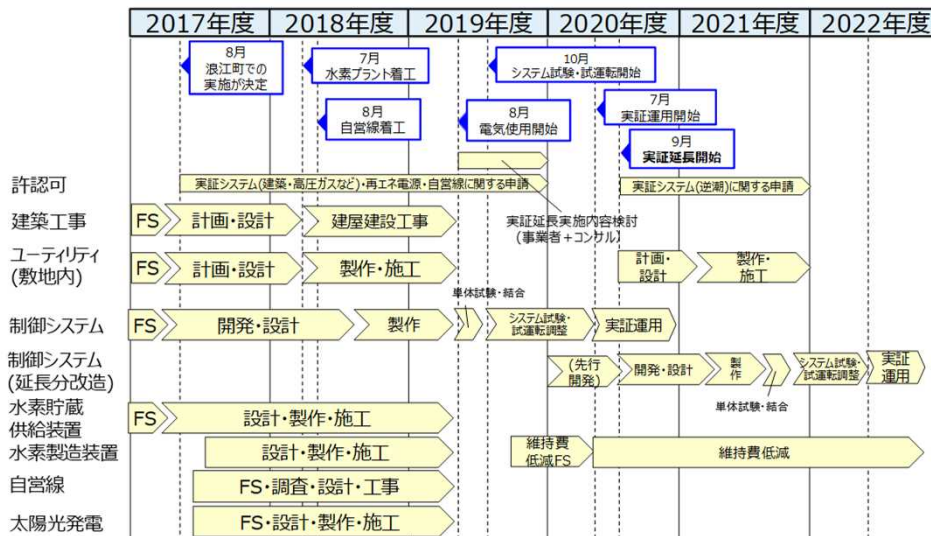 2017年度 2018年度 2019年度 2020年度 2021年度 2022年度
8月
浪江町での
実施が決定
7月
水素プラント着工
8月
自営線着工
10月
システム試験・試運転開始
8月
電気使用開始
7月
実証運用開始
9月
実証延長開始
許認可
実証システム(建築・高圧ガスなど)・再エネ電源・自営線に関する申請
実証システム(逆潮)に関する申請
実証延長実施内容検討
(事業者+コンサル)
建築工事
FS 計画・設計 建屋建設工事
ユーティリティ
(敷地内)
FS 計画・設計 製作・施工
計画・
設計
製作・
施工
単体試験・結合
制御システム
FS 開発・設計 製作
システム試験・
試運転調整
実証運用
制御システム
(延長分改造)
(先行
開発)
開発・設計
製
作
システム試験・
試運転調整
実証
運用
単体試験・結合
水素貯蔵
供給装置
FS 設計・製作・施工
水素製造装置
設計・製作・施工
維持費
低減FS
維持費低減
自営線
FS・調査・設計・工事
太陽光発電
FS・設計・製作・施工